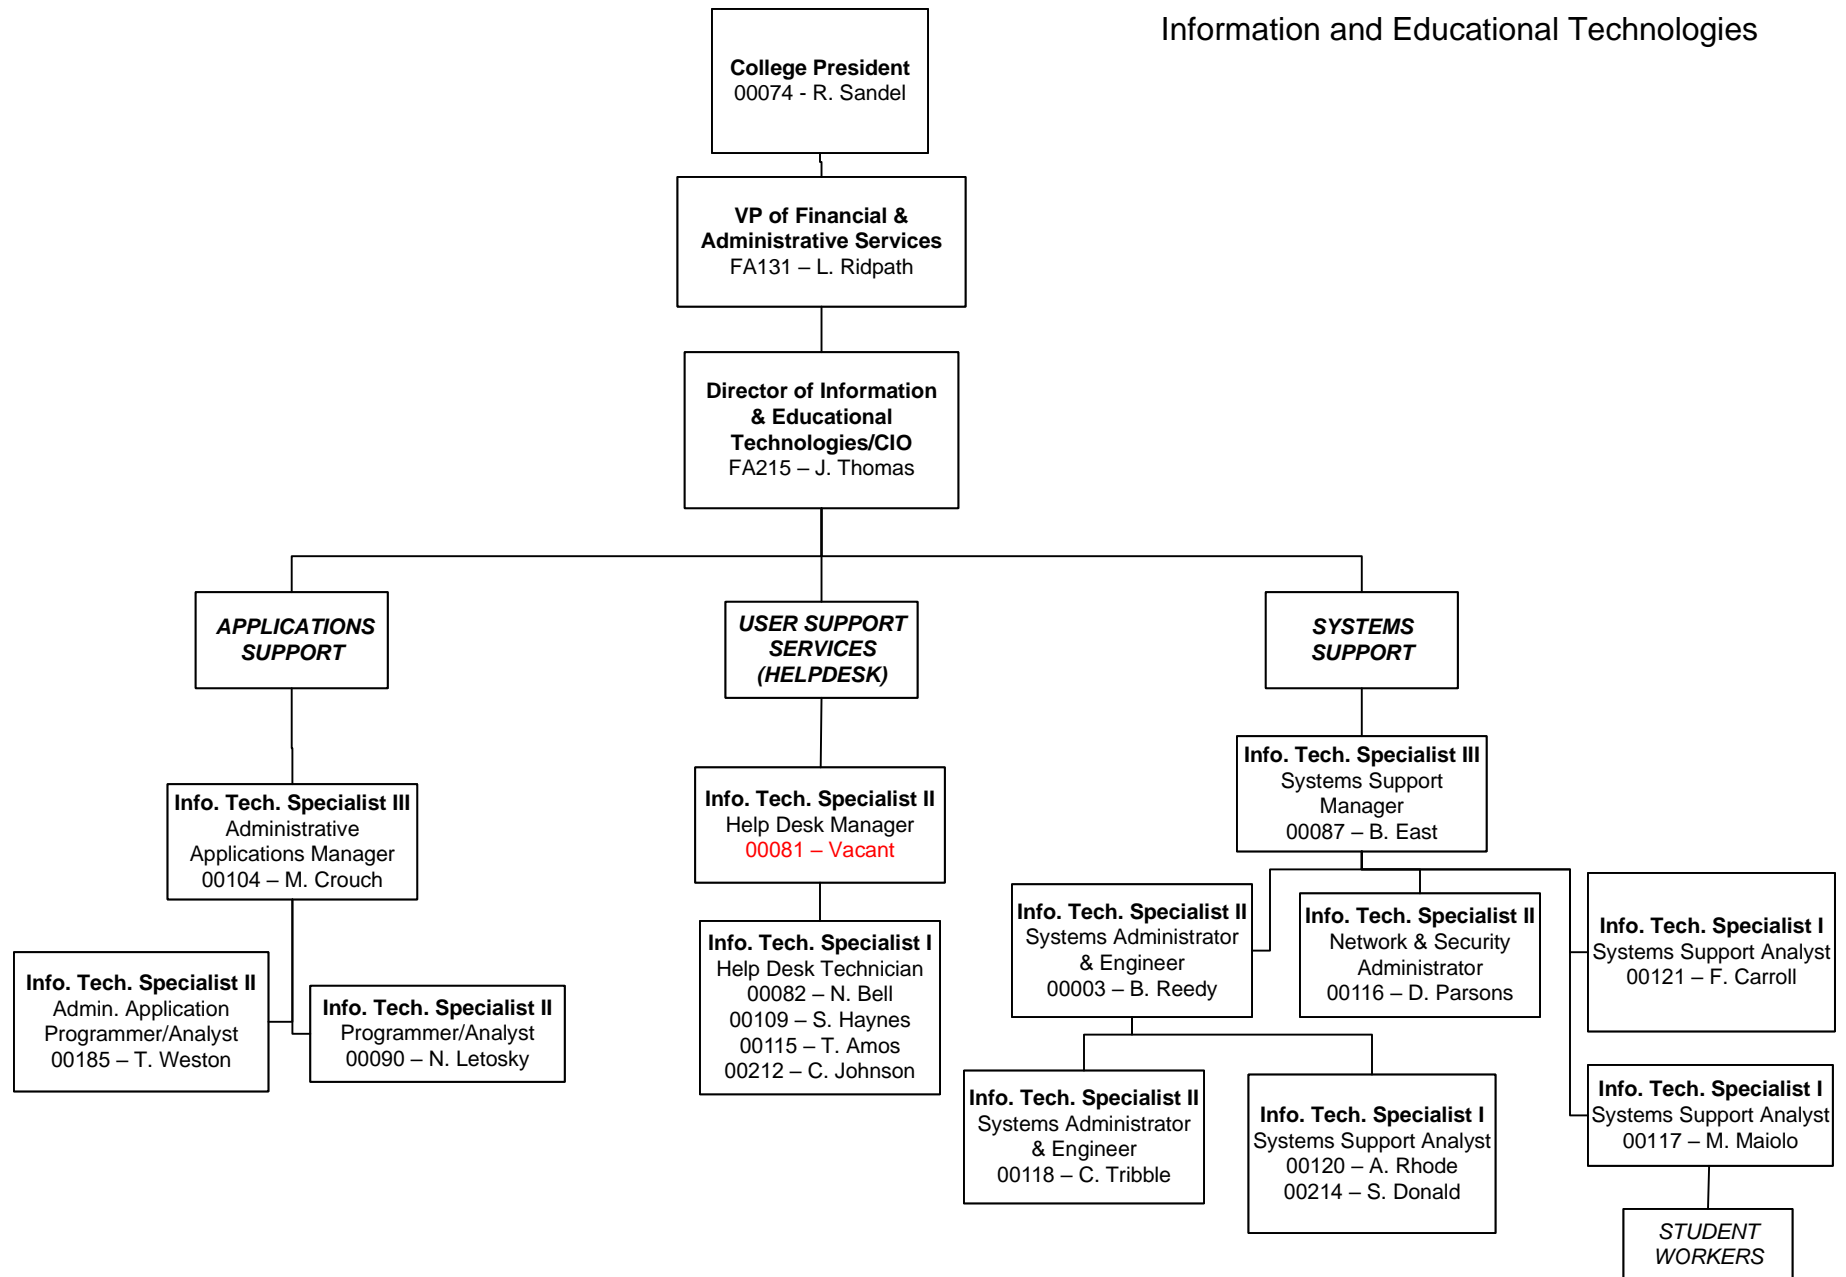 Information and Educational Technologies
College President
00074 - R. Sandel
VP of Financial &
Administrative Services
FA131 – L. Ridpath
Director of Information
& Educational
Technologies/CIO
FA215 – J. Thomas
APPLICATIONS
SUPPORT
USER SUPPORT
SERVICES
(HELPDESK)
SYSTEMS
SUPPORT
Info. Tech. Specialist III
Administrative
Applications Manager
00104 – M. Crouch
Info. Tech. Specialist II
Help Desk Manager
00081 – Vacant
Info. Tech. Specialist III
Systems Support
Manager
00087 – B. East
Info. Tech. Specialist II
Admin. Application
Programmer/Analyst
00185 – T. Weston
Info. Tech. Specialist II
Programmer/Analyst
00090 – N. Letosky
Info. Tech. Specialist I
Help Desk Technician
00082 – N. Bell
00109 – S. Haynes
00115 – T. Amos
00212 – C. Johnson
Info. Tech. Specialist II
Systems Administrator
& Engineer
00003 – B. Reedy
Info. Tech. Specialist II
Network & Security
Administrator
00116 – D. Parsons
Info. Tech. Specialist I
Systems Support Analyst
00121 – F. Carroll
Info. Tech. Specialist II
Systems Administrator
& Engineer
00118 – C. Tribble
Info. Tech. Specialist I
Systems Support Analyst
00120 – A. Rhode
00214 – S. Donald
Info. Tech. Specialist I
Systems Support Analyst
00117 – M. Maiolo
STUDENT
WORKERS